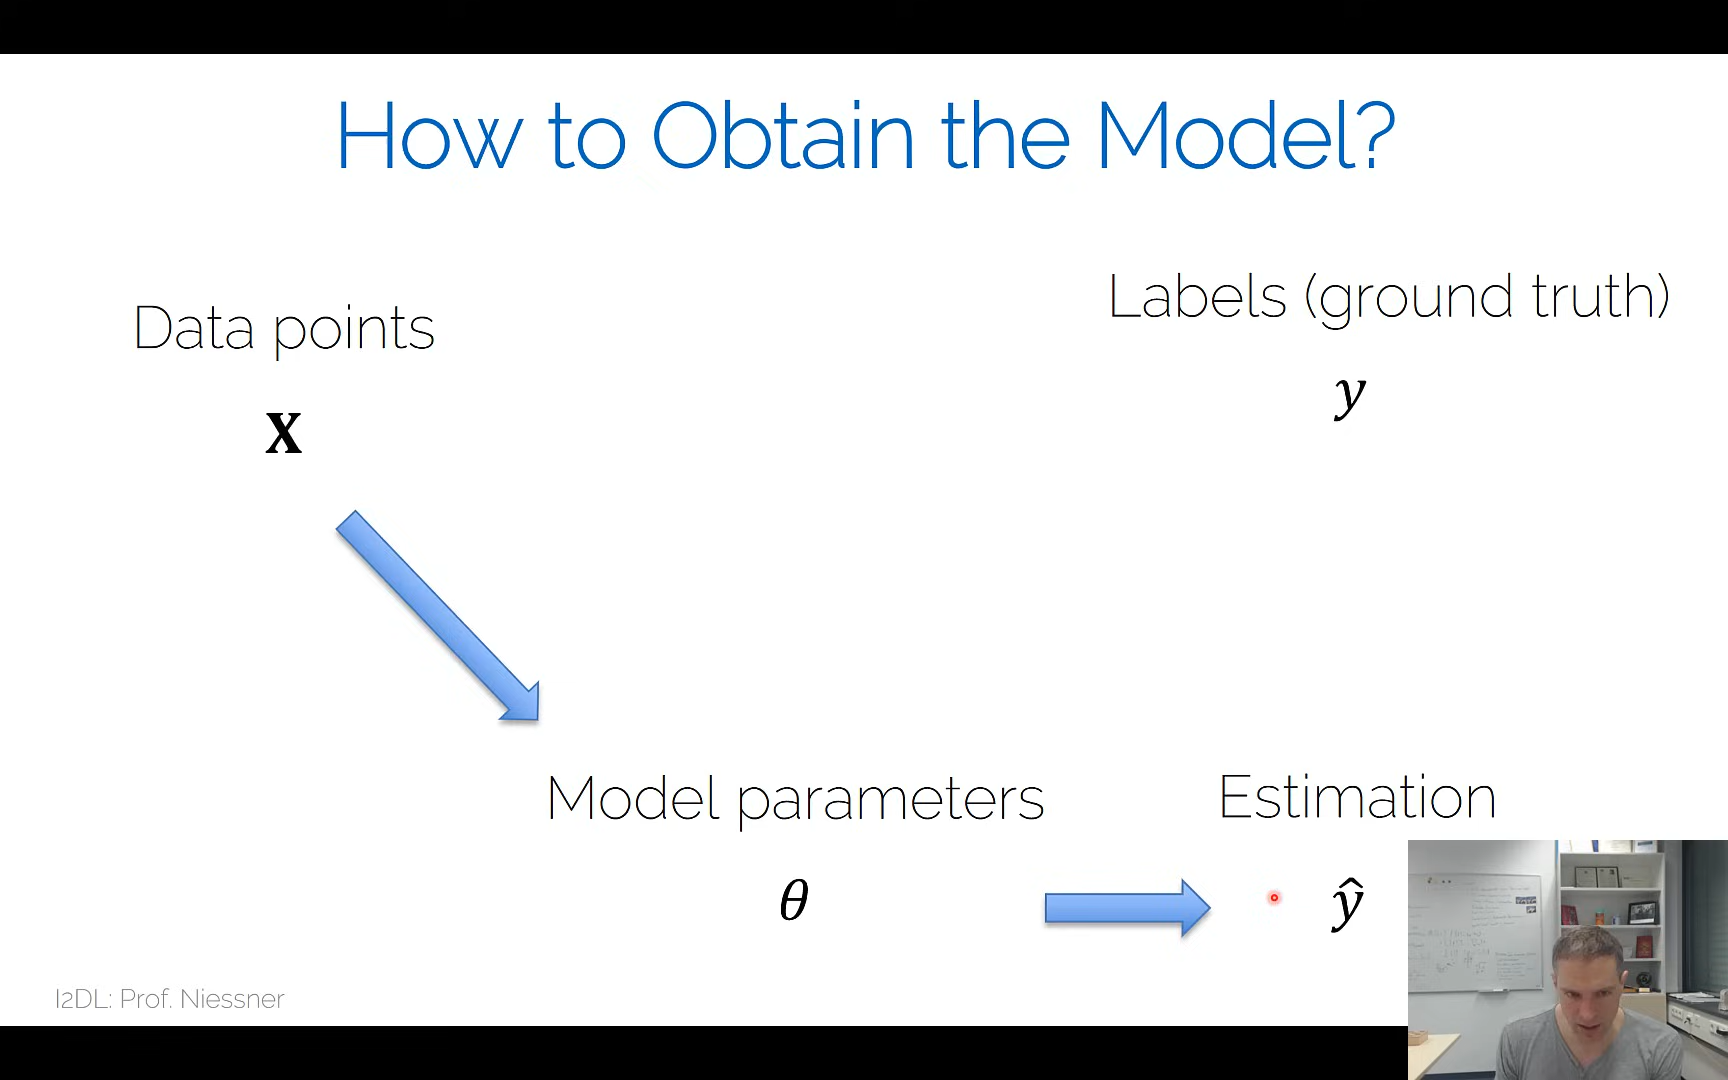 How to Obtain the Model?
Data points
Labels (ground truth)
X
y
Model parameters
Estimation
θ
ŷ
I2DL: Prof. Niessner